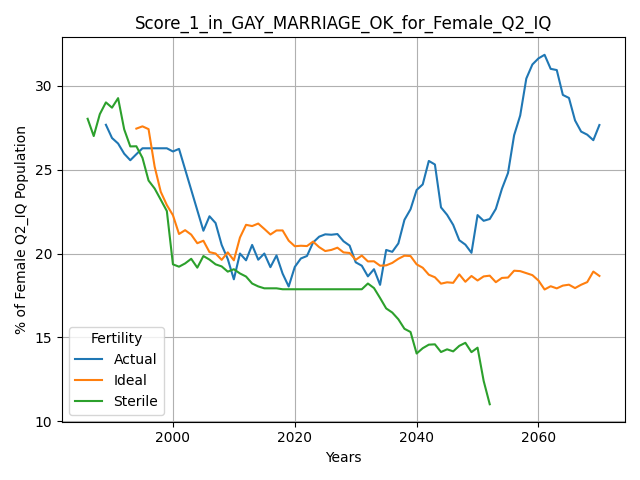 Score_1_in_GAY_MARRIAGE_OK_for_Female_Q2_IQ
% of Female Q2_IQ Population
30
25
20
15
10
Fertility
Actual
Ideal
Sterile
2000 2020 2040 2060
Years